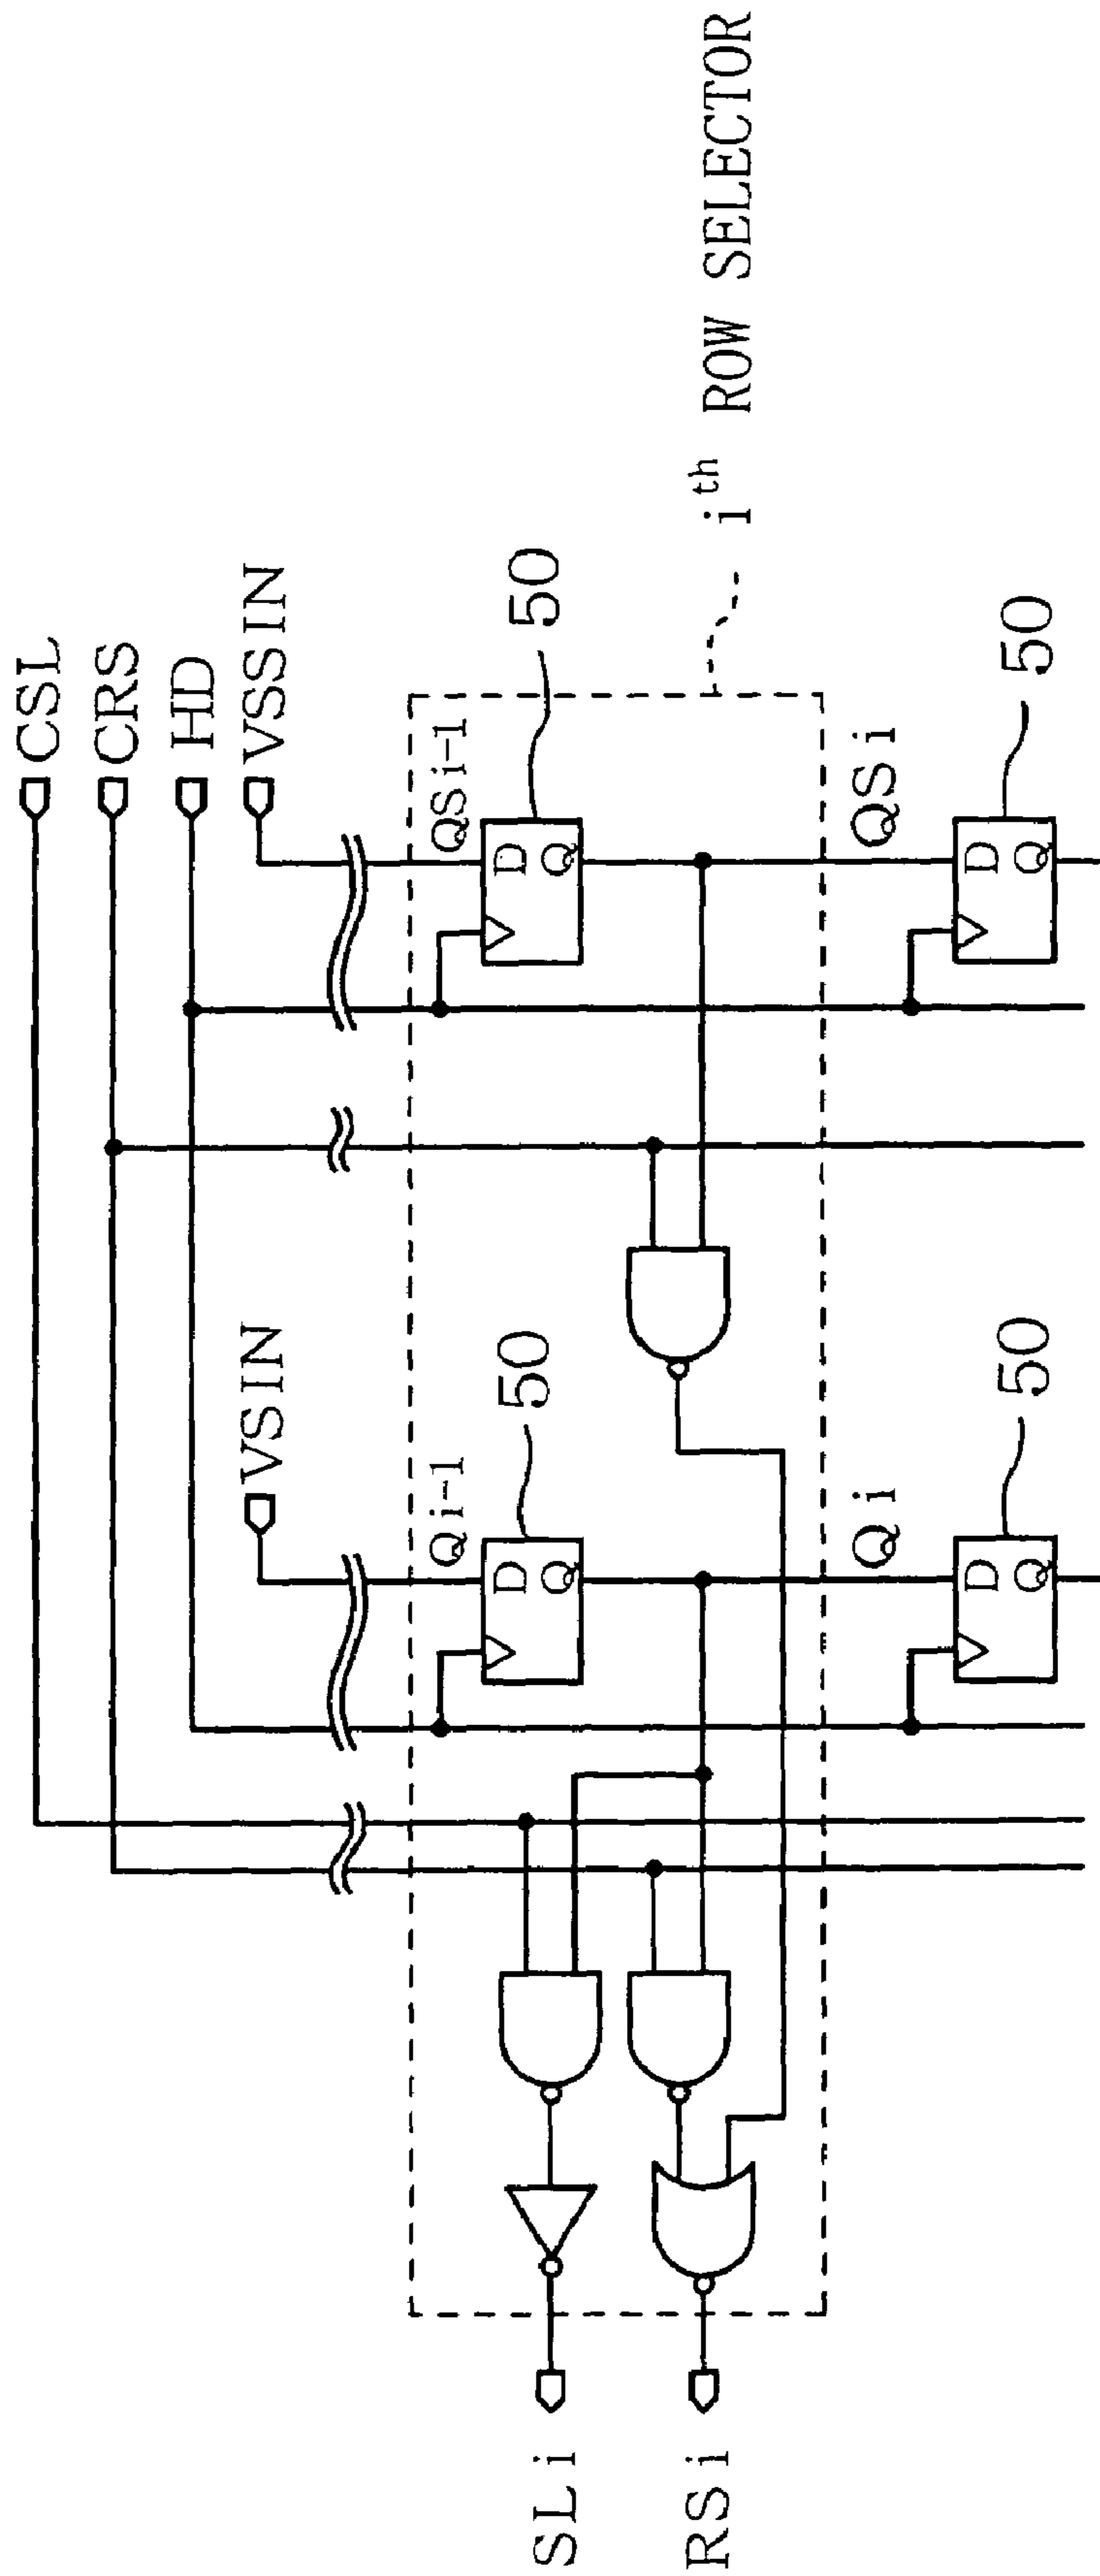 CSL
CRS
HD
VSSIN
VSIN
QSi-1
D
Q
50
Qi-1
D
Q
50
i th ROW SELECTOR
QSi
D
Q
50
Qi
D
Q
50
SLi
RSi